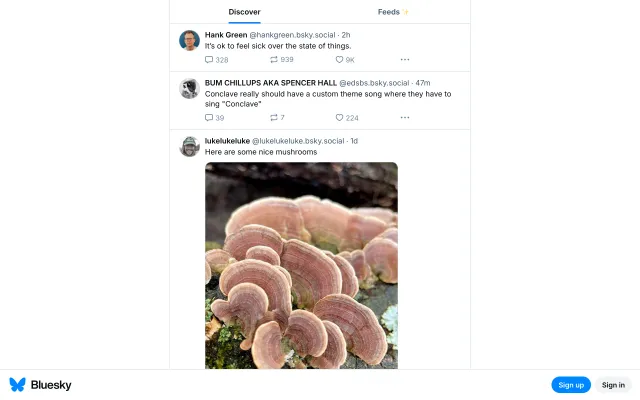 Discover
Feeds ✨
Hank Green @hankgreen.bsky.social · 2h
It's ok to feel sick over the state of things.
328 939 9K
BUM CHILLUPS AKA SPENCER HALL @edsbs.bsky.social · 47m
Conclave really should have a custom theme song where they have to
sing "Conclave"
39 7 224
lukelukeluke @lukelukeluke.bsky.social · 1d
Here are some nice mushrooms
Bluesky
Sign up
Sign in